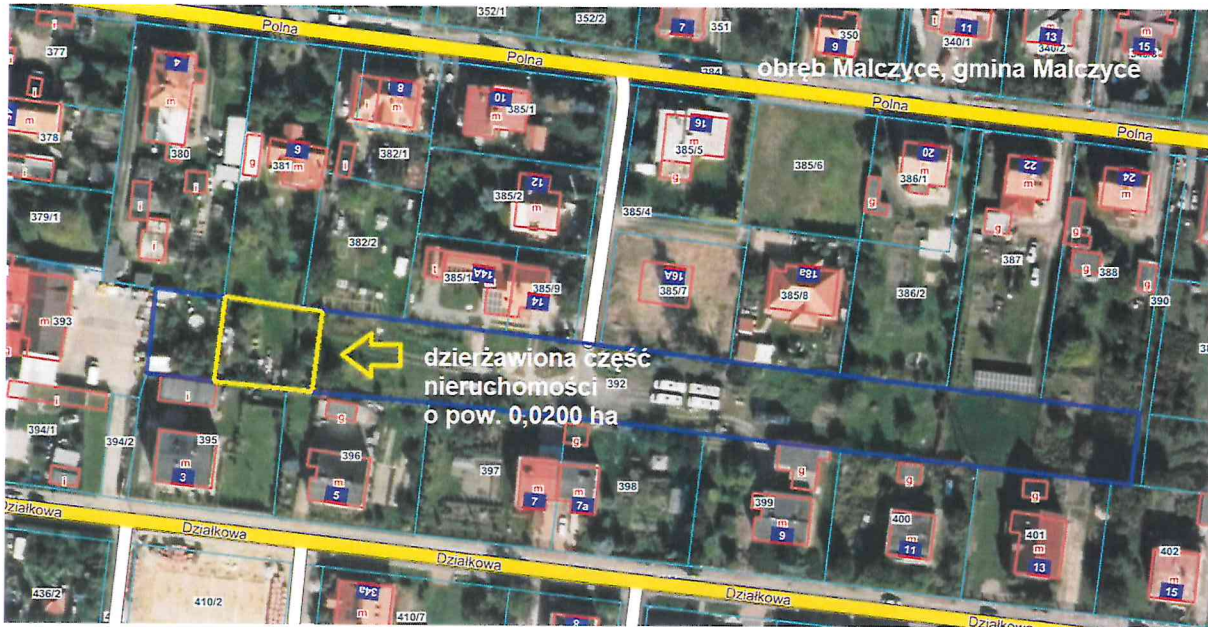 352/1
352/2
7
351
350
6
11
340/1
13
340/2
15
Polna
Polna
Polna
obręb Malczyce, gmina Malczyce
377
i
378
m
i
i
4
m
380
g
381
6
m
i
i
i
379/1
8
i
m
382/1
i
10
385/1
m
12
385/2
m
382/2
i
385/1
14A
m
m
385/9
14
16
385/5
m
g
385/6
385/4
16A
m
385/7
18a
m
385/8
20
m
386/1
g
386/2
22
m
g
387
24
m
g
g
388
g
390
m 393
g
i
dzierżawiona część
nieruchomości
o pow. 0,0200 ha
392
394/1
i
394/2
i
395
m
3
g
396
m
5
397
g
m
7
m
7a
398
g
399
m
9
g
400
m
11
g
401
m
13
402
m
15
Działkowa
Działkowa
Działkowa
Działkowa
Działkowa
436/2
410/2
34a
m
410/7
8